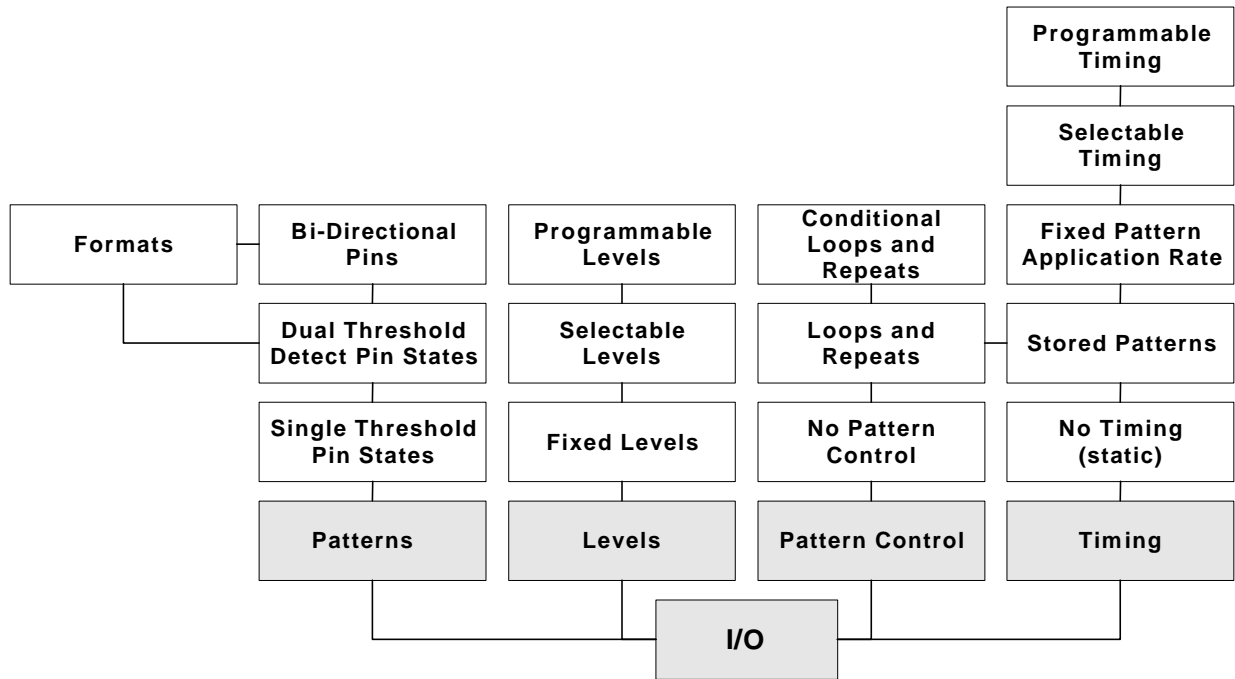 Programmable
Timing
Selectable
Timing
Formats
Bi-Directional
Pins
Programmable
Levels
Conditional
Loops and
Repeats
Fixed Pattern
Application Rate
Dual Threshold
Detect Pin States
Selectable
Levels
Loops and
Repeats
Stored Patterns
Single Threshold
Pin States
Fixed Levels
No Pattern
Control
No Timing
(static)
Patterns
Levels
Pattern Control
Timing
I/O